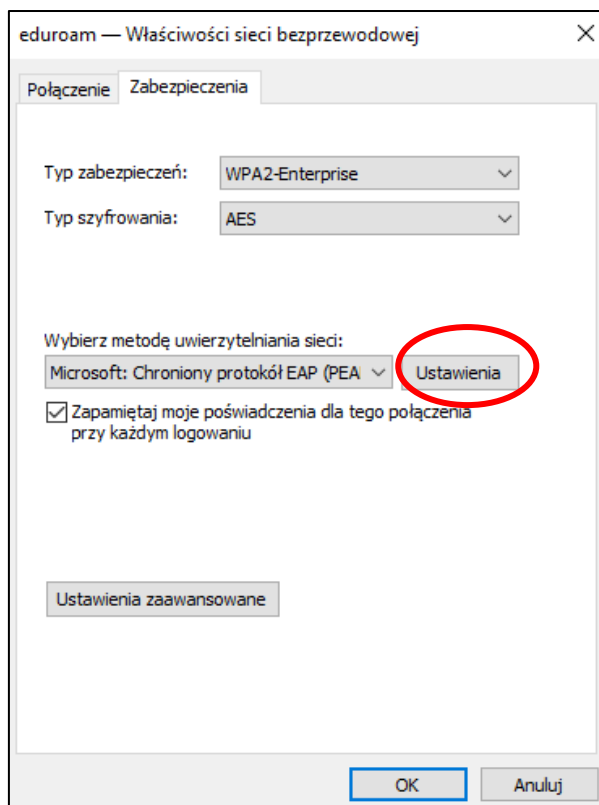 eduroam — Właściwości sieci bezprzewodowej
Połączenie Zabezpieczenia
Typ zabezpieczeń: WPA2-Enterprise
Typ szyfrowania: AES
Wybierz metodę uwierzytelniania sieci:
Microsoft: Chroniony protokół EAP (PEA Ustawienia
Zapamiętaj moje poświadczenia dla tego połączenia
przy każdym logowaniu
Ustawienia zaawansowane
OK Anuluj